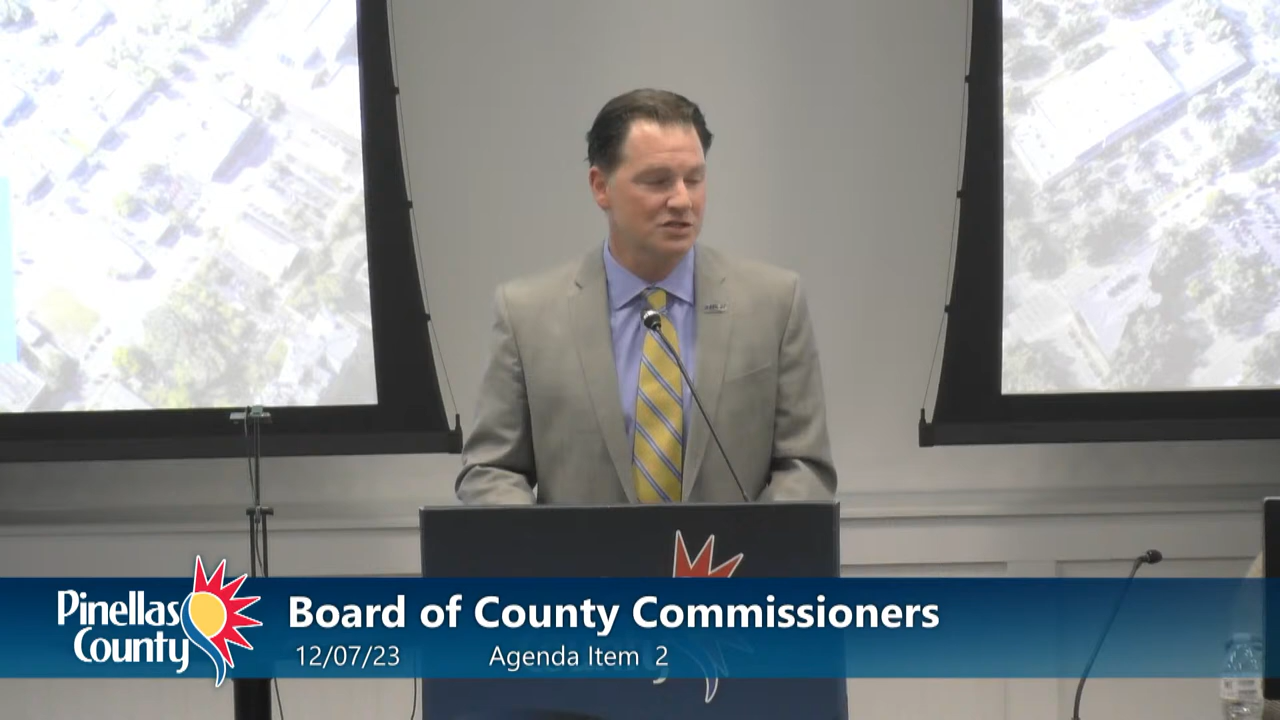 Pinellas
County
Board of County Commissioners
12/07/23 Agenda Item 2